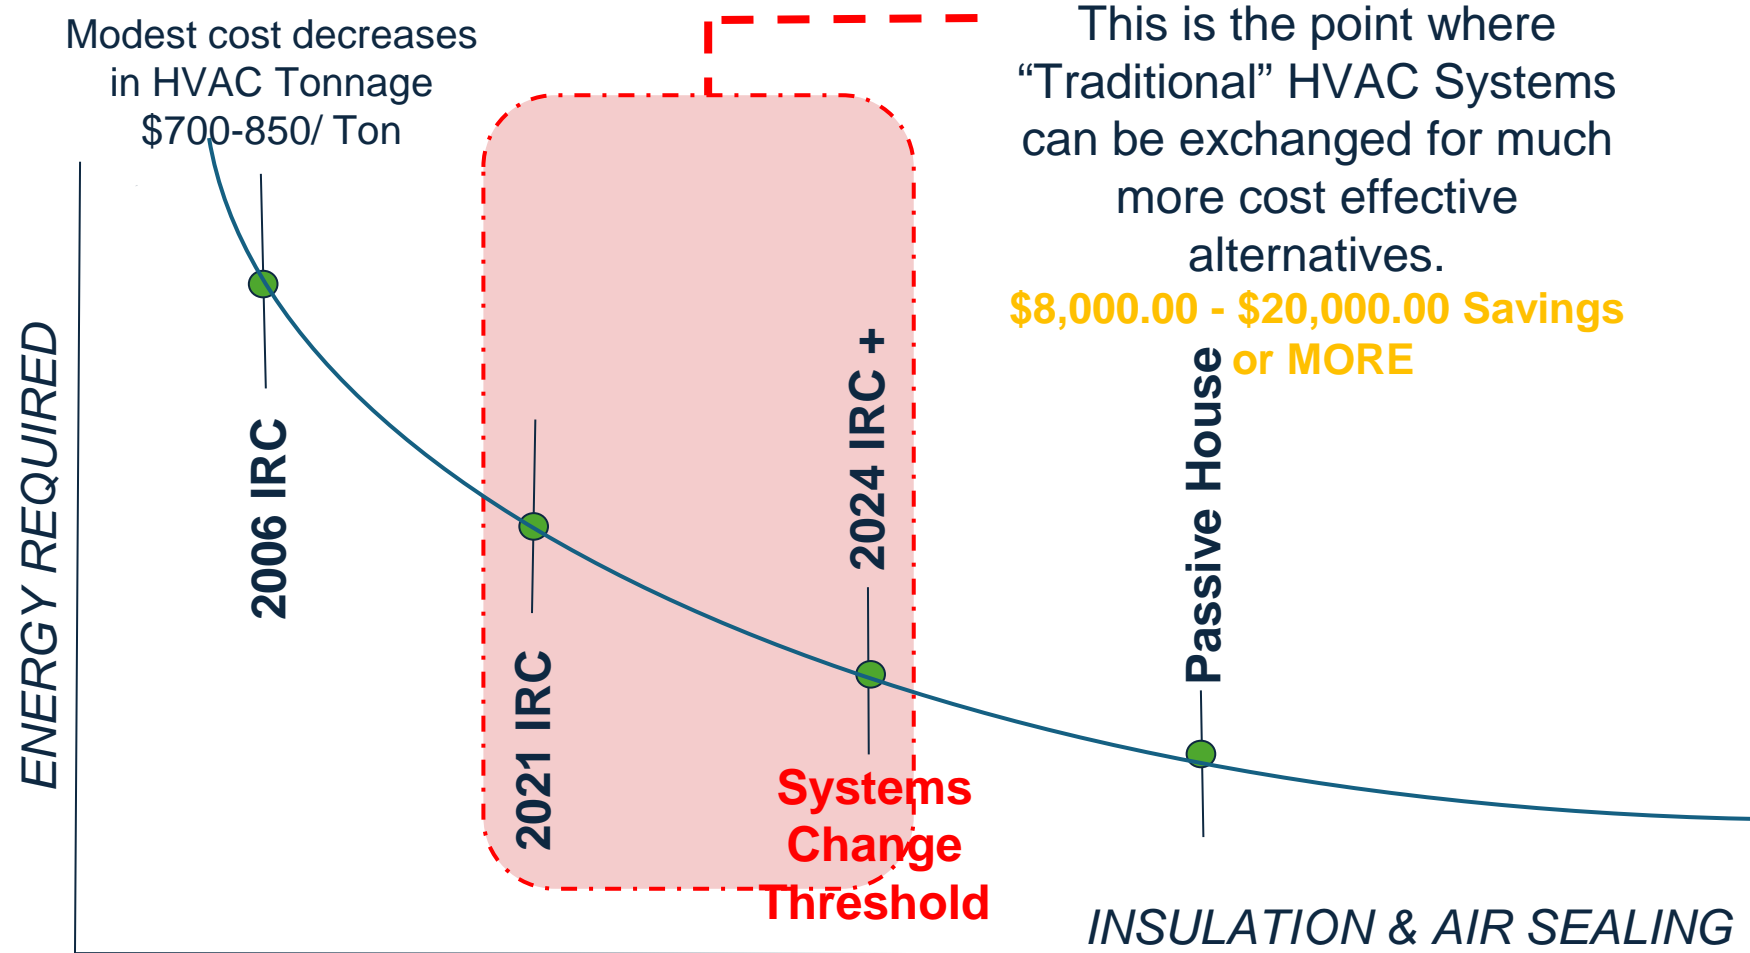 Modest cost decreases
in HVAC Tonnage
$700-850/ Ton
This is the point where
“Traditional” HVAC Systems
can be exchanged for much
more cost effective
alternatives.
$8,000.00 - $20,000.00 Savings
or MORE
ENERGY REQUIRED
2006 IRC
2021 IRC
2024 IRC +
Passive House
Systems
Change
Threshold
INSULATION & AIR SEALING